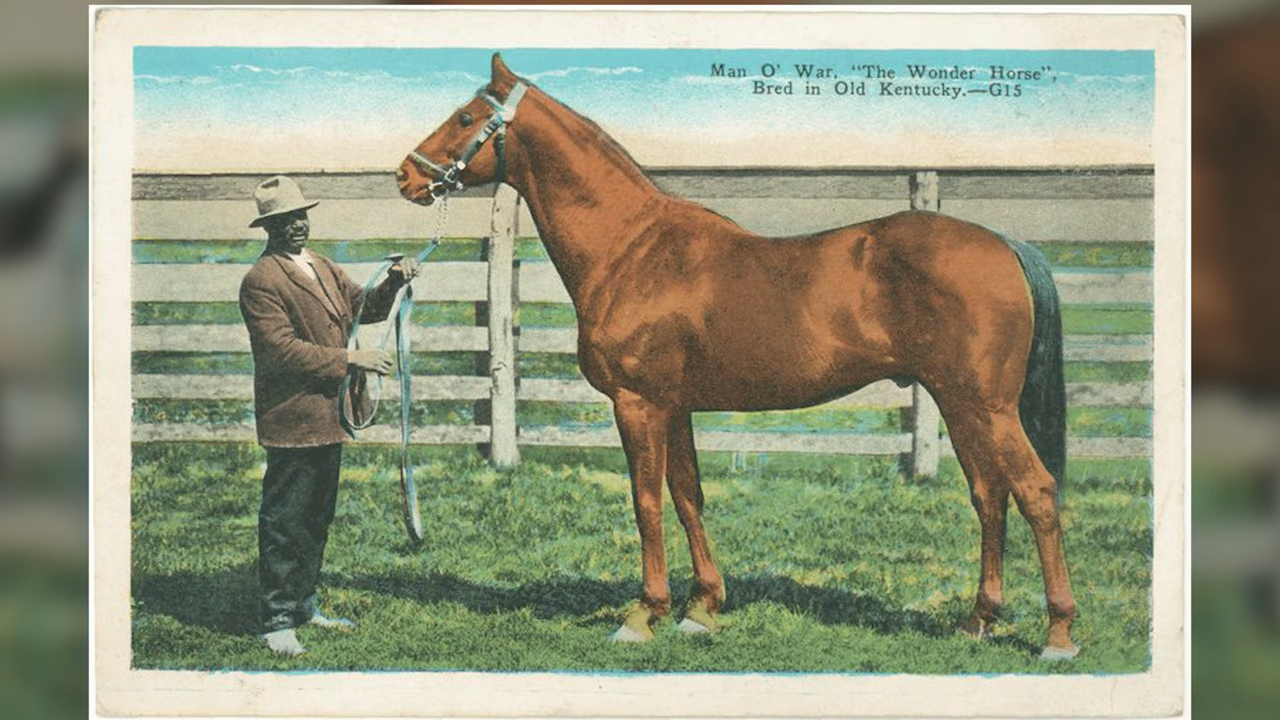 Man O' War, "The Wonder Horse",
Bred in Old Kentucky.—G15